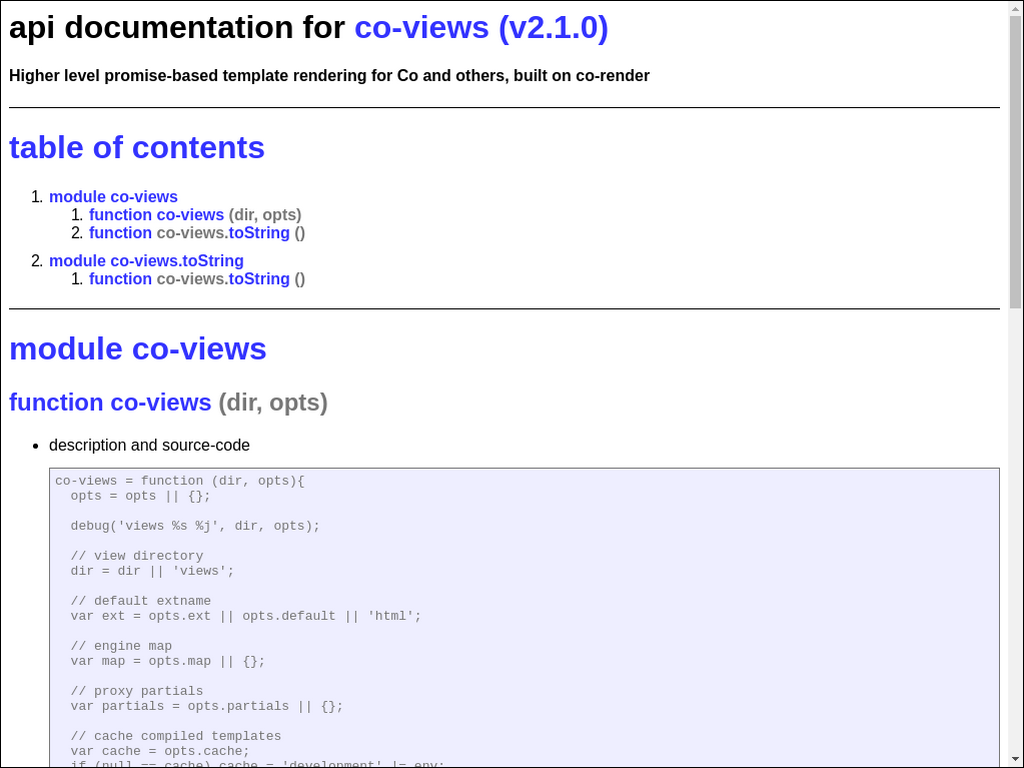 api documentation for co-views (v2.1.0)
Higher level promise-based template rendering for Co and others, built on co-render
table of contents
1. module co-views
1. function co-views (dir, opts)
2. function co-views.toString ()
2. module co-views.toString
1. function co-views.toString ()
module co-views
function co-views (dir, opts)
• description and source-code
co-views = function (dir, opts){
  opts = opts || {};
  debug('views %s %j', dir, opts);
  // view directory
  dir = dir || 'views';
  // default extname
  var ext = opts.ext || opts.default || 'html';
  // engine map
  var map = opts.map || {};
  // proxy partials
  var partials = opts.partials || {};
  // cache compiled templates
  var cache = opts.cache;
  if (null == cache) cache = 'development' != env;